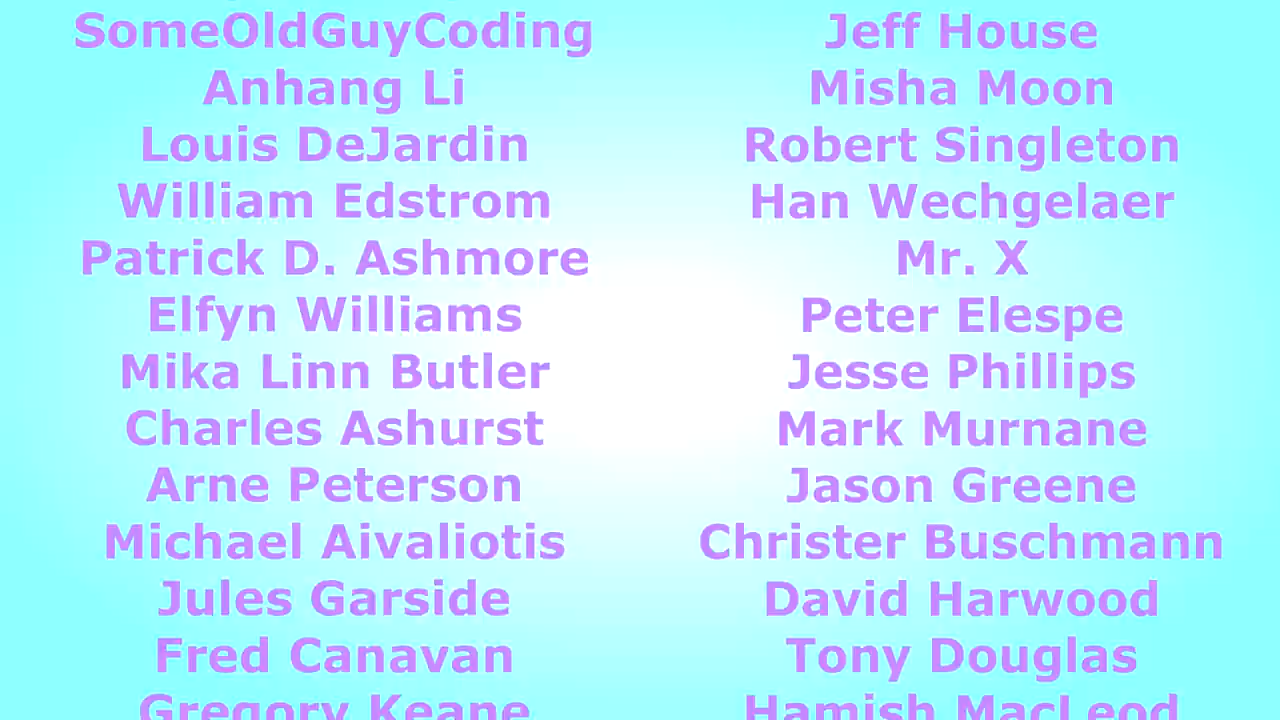 SomeOldGuyCoding
Anhang Li
Louis DeJardin
William Edstrom
Patrick D. Ashmore
Elfyn Williams
Mika Linn Butler
Charles Ashurst
Arne Peterson
Michael Aivaliotis
Jules Garside
Fred Canavan
Gregory Keane
Jeff House
Misha Moon
Robert Singleton
Han Wechgelaer
Mr. X
Peter Elespe
Jesse Phillips
Mark Murnane
Jason Greene
Christer Buschmann
David Harwood
Tony Douglas
Hamish MacLeod